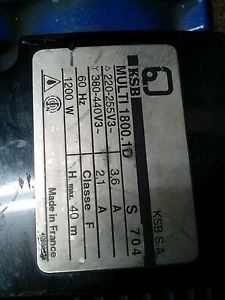 KSB
KSB S.A.
MULTI 800.1D S 704
△ 220-255V3~ 3.6 A
Y 380-440V3~ 2.1 A
60 Hz Classe F
1200 W H. max 40 m
Made in France